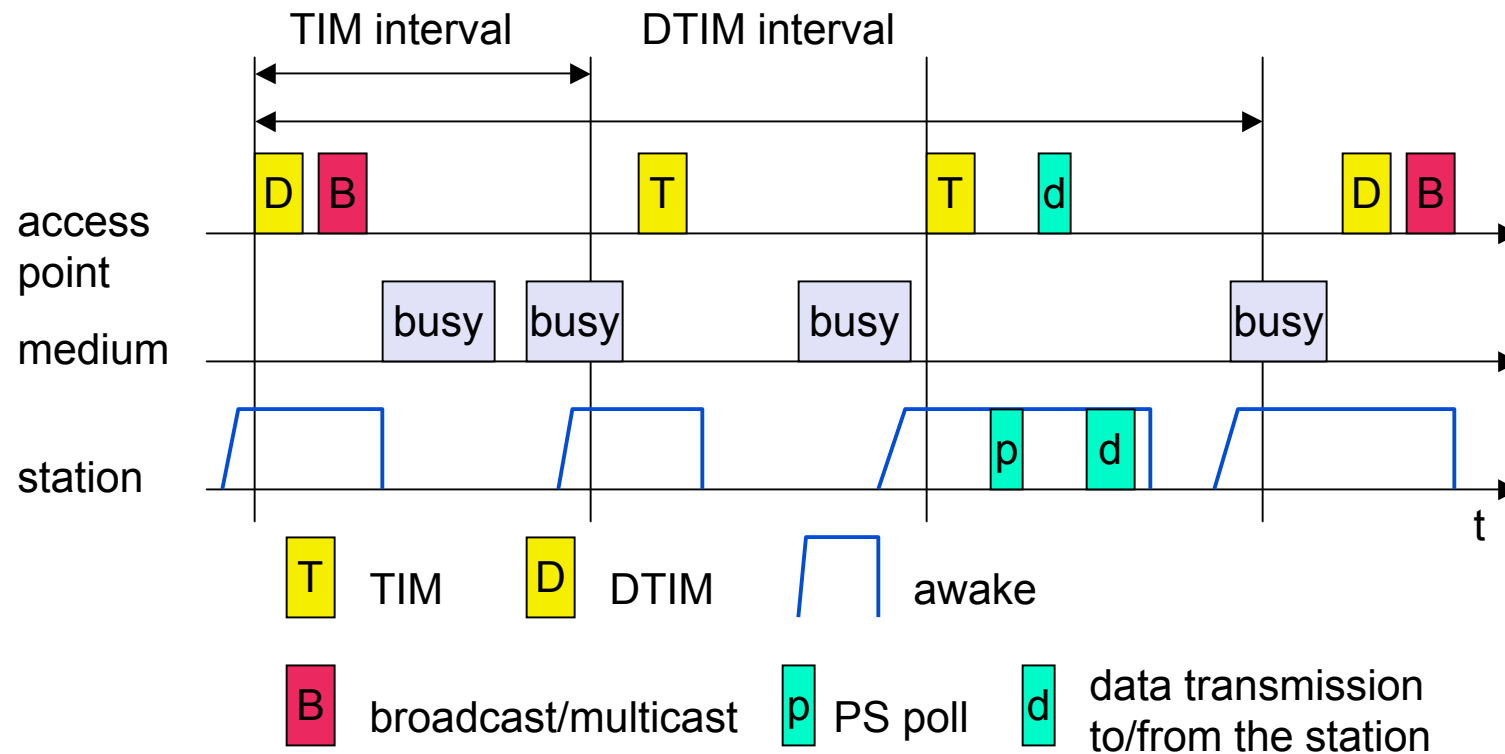 TIM interval
DTIM interval
D B T T d D B
access
point
busy busy busy busy
medium
p d
station
t
T TIM D DTIM awake
B broadcast/multicast p PS poll d data transmission
to/from the station